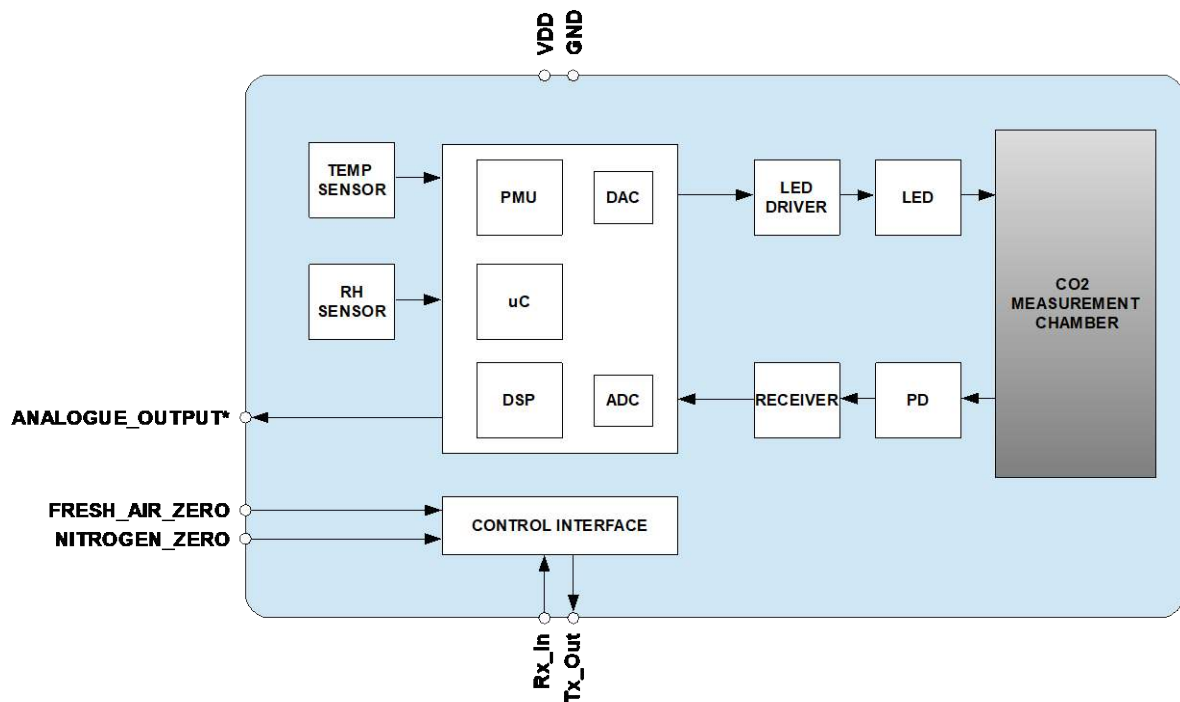 VDD
GND
TEMP
SENSOR
PMU
DAC
LED
DRIVER
LED
RH
SENSOR
uC
CO2
MEASUREMENT
CHAMBER
DSP
ADC
RECEIVER
PD
ANALOGUE_OUTPUT*
FRESH_AIR_ZERO
NITROGEN_ZERO
CONTROL INTERFACE
Rx_In
Tx_Out